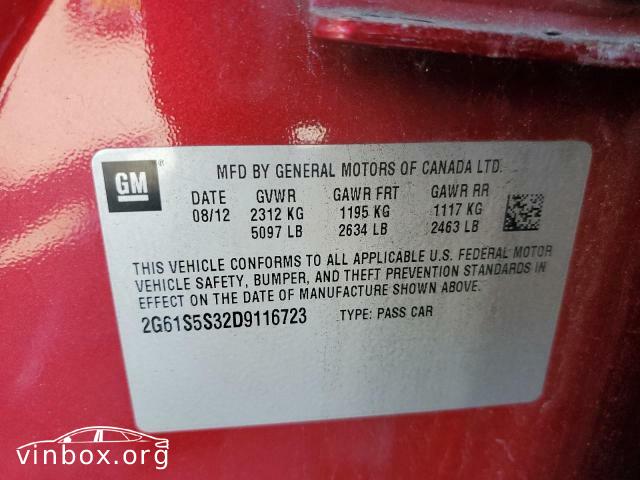 GM
MFD BY GENERAL MOTORS OF CANADA LTD.
DATE GVWR GAWR FRT GAWR RR
08/12 2312 KG 1195 KG 1117 KG
5097 LB 2634 LB 2463 LB
THIS VEHICLE CONFORMS TO ALL APPLICABLE U.S. FEDERAL MOTOR
VEHICLE SAFETY, BUMPER, AND THEFT PREVENTION STANDARDS IN
EFFECT ON THE DATE OF MANUFACTURE SHOWN ABOVE.
2G61S5S32D9116723 TYPE: PASS CAR
vinbox.org